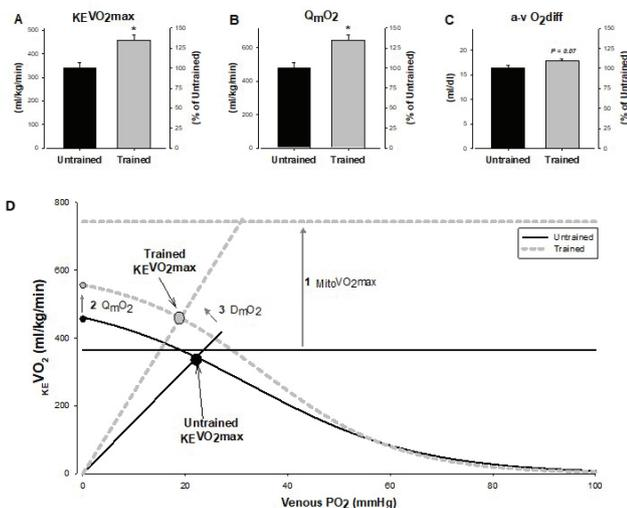 A
KEVO2max
500
400
300
200
100
0
(ml/kg/min)
150
125
100
75
50
25
0
(% of Untrained)
*
Untrained Trained
B
QmO2
600
400
200
0
(ml/kg/min)
150
125
100
75
50
25
0
(% of Untrained)
*
Untrained Trained
C
a-v O2diff
20
15
10
5
0
(ml/dl)
150
125
100
75
50
25
0
(% of Untrained)
P = 0.07
Untrained Trained
D
800
600
400
200
0
KEVO2 (ml/kg/min)
Untrained
Trained
Trained
KEVO2max
1 MitoVO2max
2 QmO2
3 DmO2
Untrained
KEVO2max
0 20 40 60 80 100
Venous PO2 (mmHg)